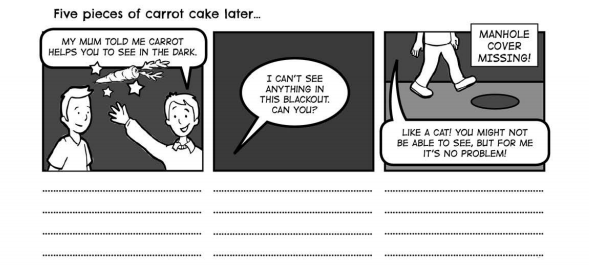 Five pieces of carrot cake later...
MY MUM TOLD ME CARROT
HELPS YOU TO SEE IN THE DARK.
I CAN'T SEE
ANYTHING IN
THIS BLACKOUT.
CAN YOU?
MANHOLE
COVER
MISSING!
LIKE A CAT! YOU MIGHT NOT
BE ABLE TO SEE, BUT FOR ME
IT'S NO PROBLEM!